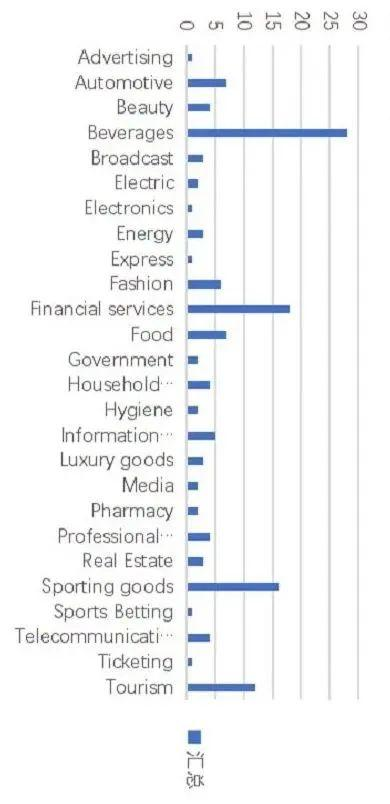 0 5 10 15 20 25 30
Advertising
Automotive
Beauty
Beverages
Broadcast
Electric
Electronics
Energy
Express
Fashion
Financial services
Food
Government
Household…
Hygiene
Information…
Luxury goods
Media
Pharmacy
Professional…
Real Estate
Sporting goods
Sports Betting
Telecommunicati…
Ticketing
Tourism
汇总